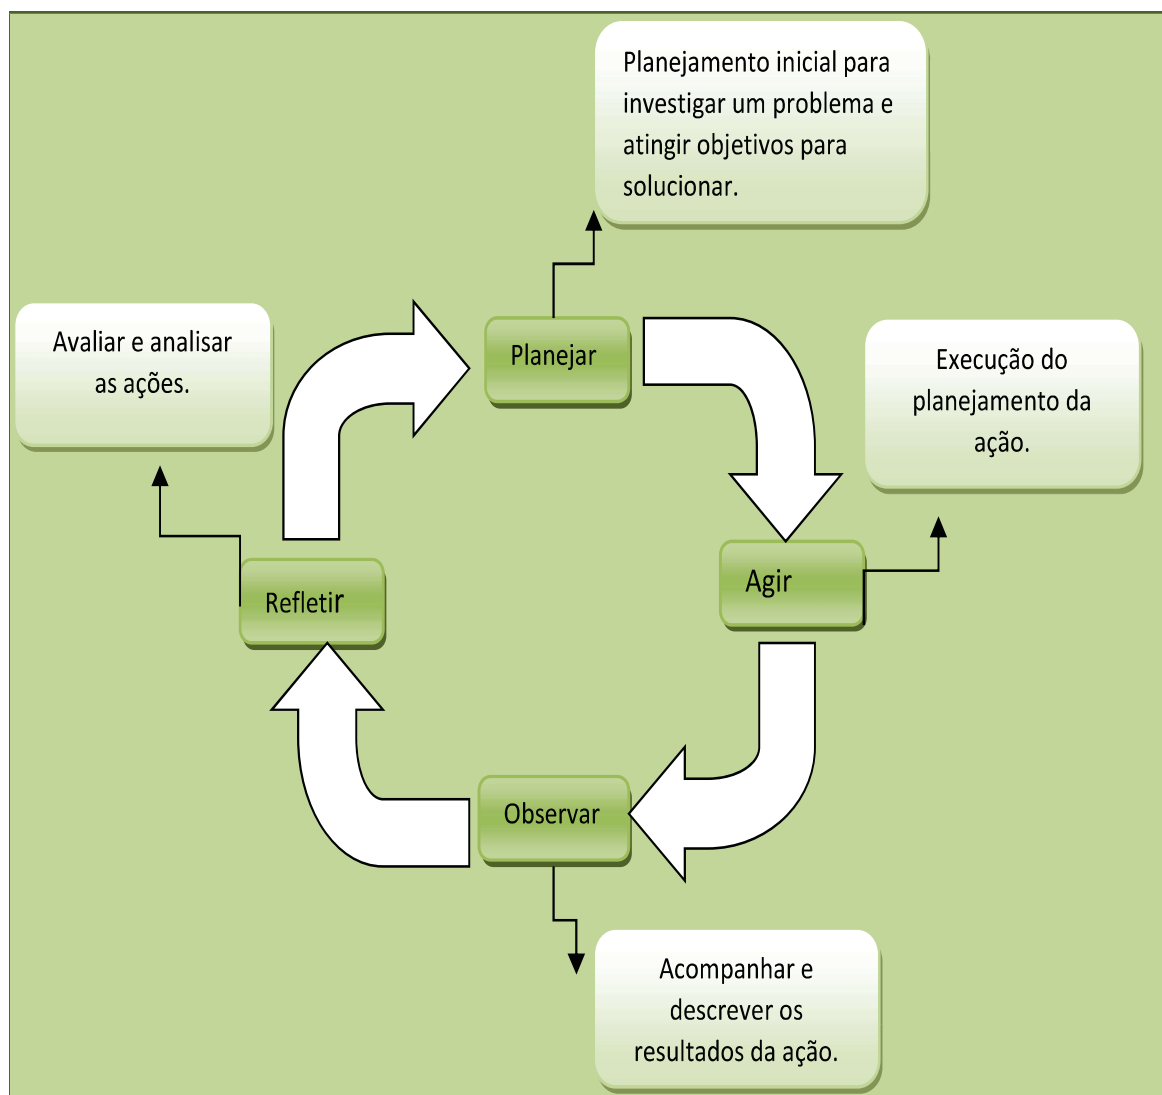 Planejamento inicial para
investigar um problema e
atingir objetivos para
solucionar.
Planejar
Avaliar e analisar
as ações.
Execução do
planejamento da
ação.
Agir
Refletir
Observar
Acompanhar e
descrever os
resultados da ação.